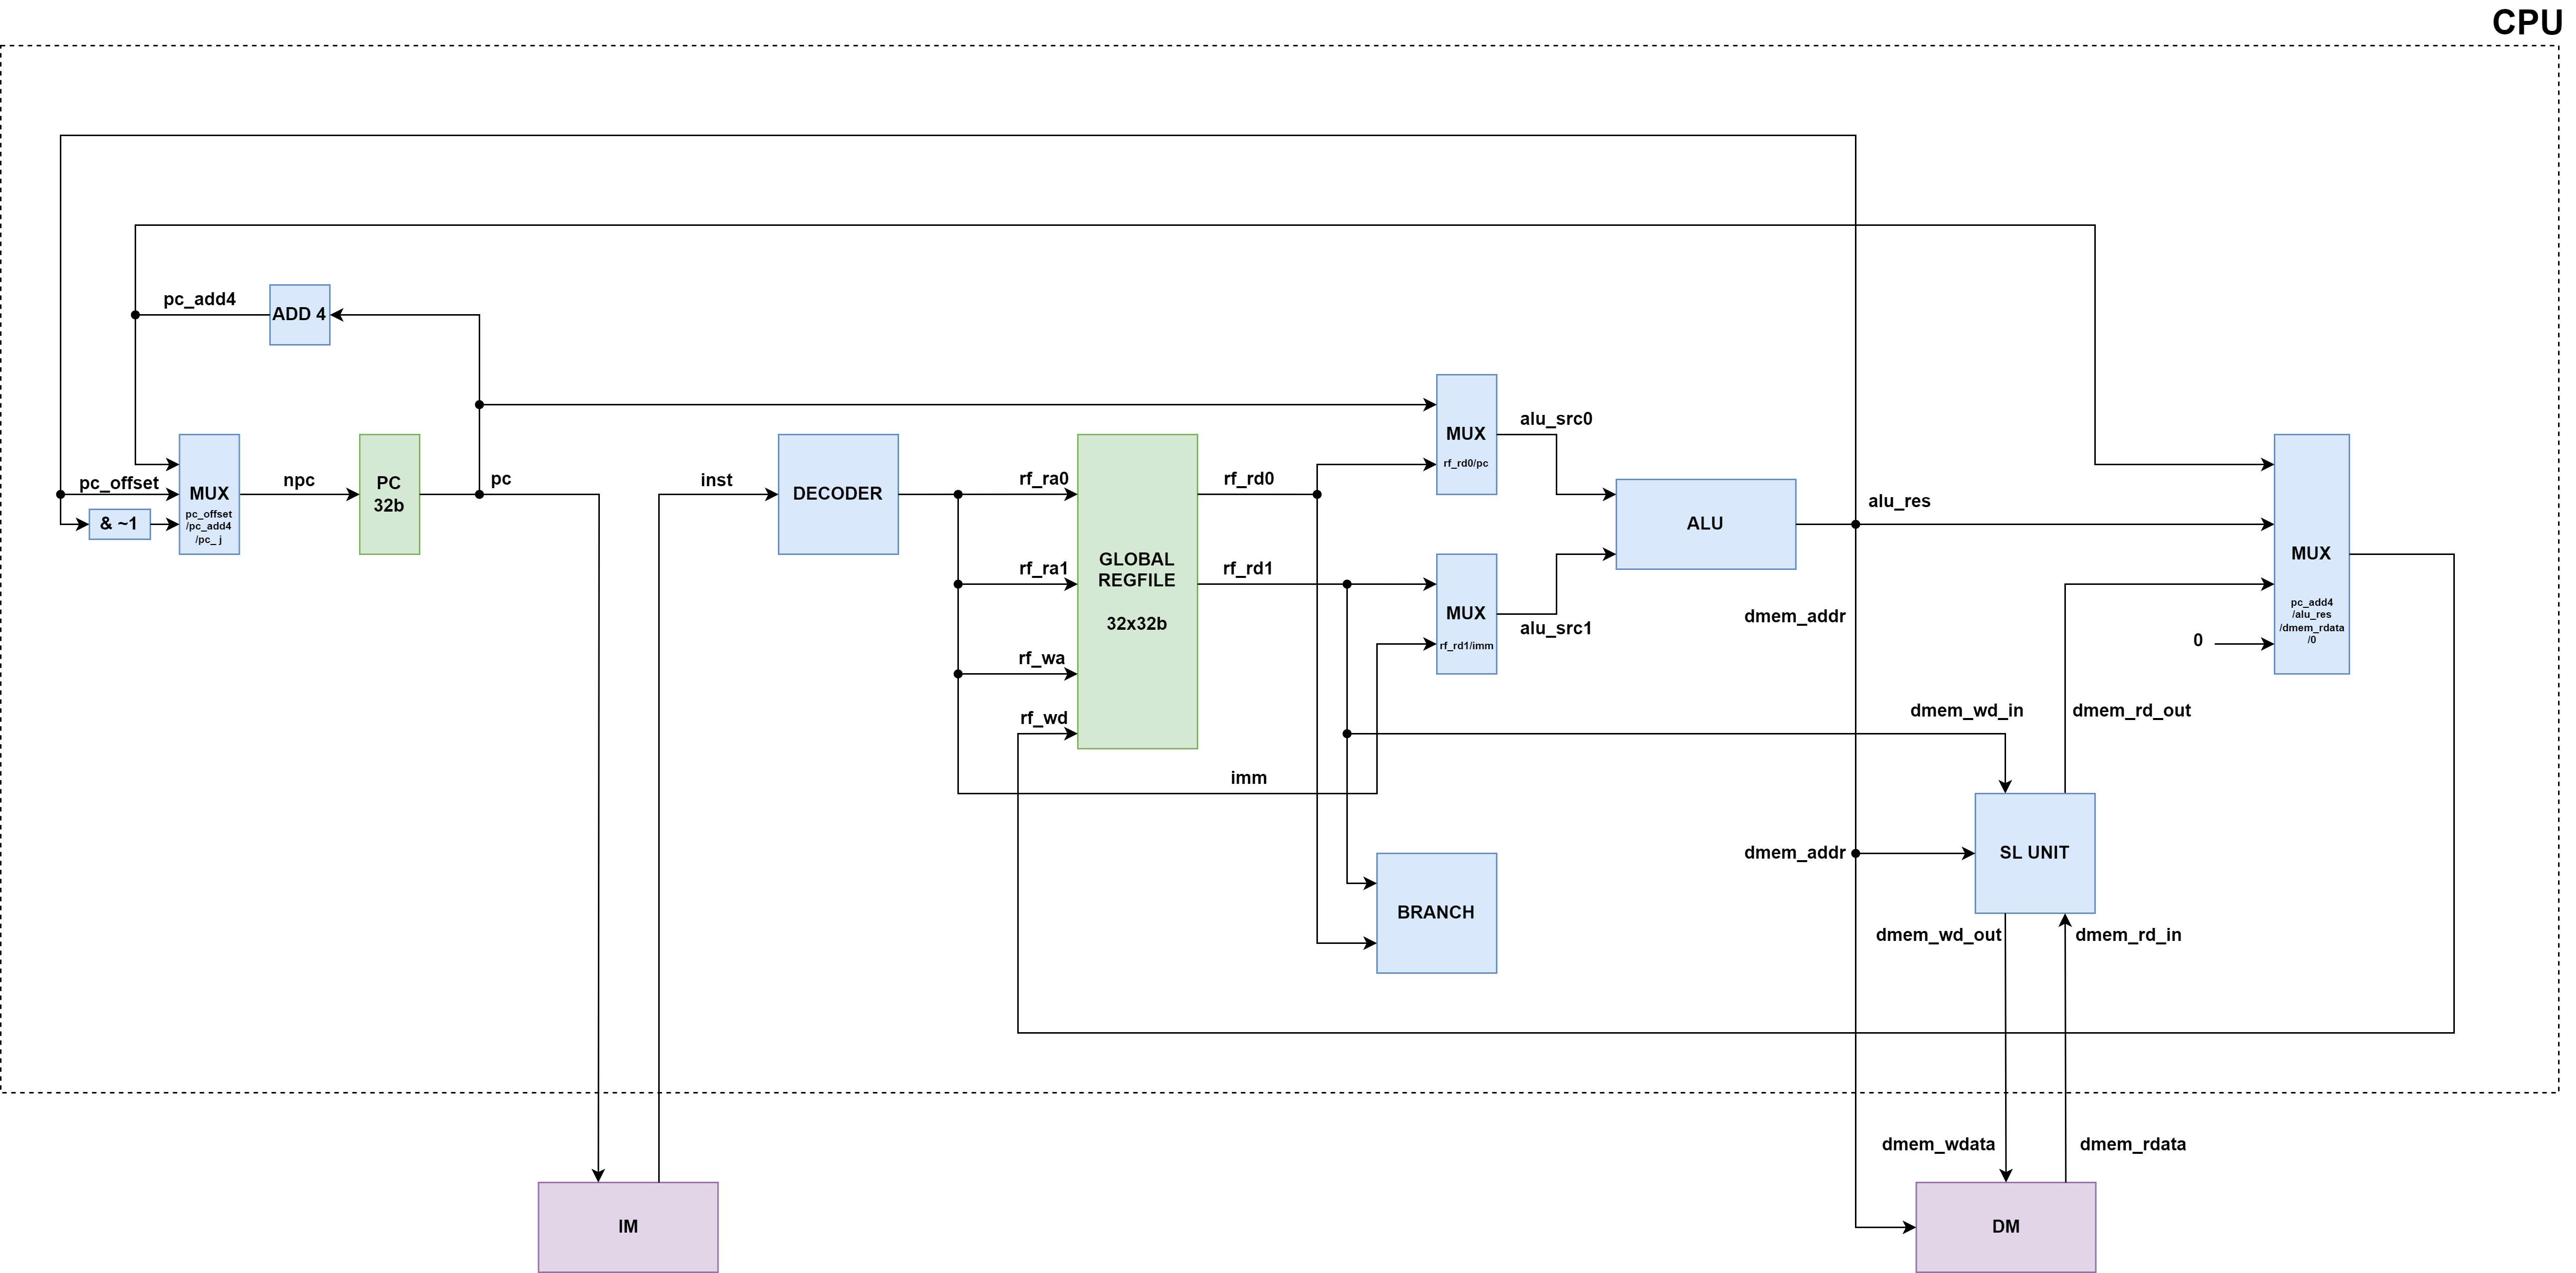 CPU
pc_add4
ADD 4
pc_offset
& ~1
MUX
pc_offset
/pc_add4
/pc_ j
npc
PC
32b
pc
inst
DECODER
rf_ra0
rf_ra1
rf_wa
rf_wd
GLOBAL
REGFILE
32x32b
rf_rd0
rf_rd1
imm
MUX
rf_rd0/pc
alu_src0
MUX
rf_rd1/imm
alu_src1
ALU
alu_res
dmem_addr
MUX
pc_add4
/alu_res
/dmem_rdata
/0
0
dmem_wd_in
dmem_rd_out
BRANCH
dmem_addr
SL UNIT
dmem_wd_out
dmem_rd_in
dmem_wdata
dmem_rdata
IM
DM